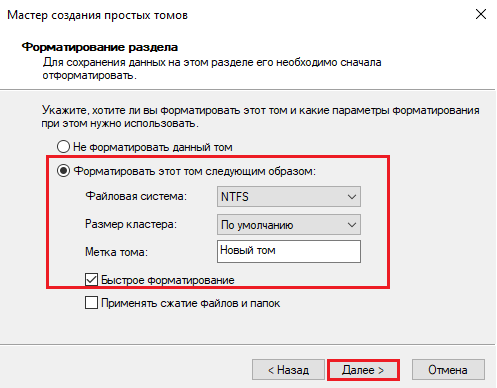 Мастер создания простых томов
Форматирование раздела
Для сохранения данных на этом разделе его необходимо сначала
отформатировать.
Укажите, хотите ли вы форматировать этот том и какие параметры форматирования
при этом нужно использовать.
Не форматировать данный том
Форматировать этот том следующим образом:
Файловая система: NTFS
Размер кластера: По умолчанию
Метка тома: Новый том
Быстрое форматирование
Применять сжатие файлов и папок
< Назад Далее > Отмена